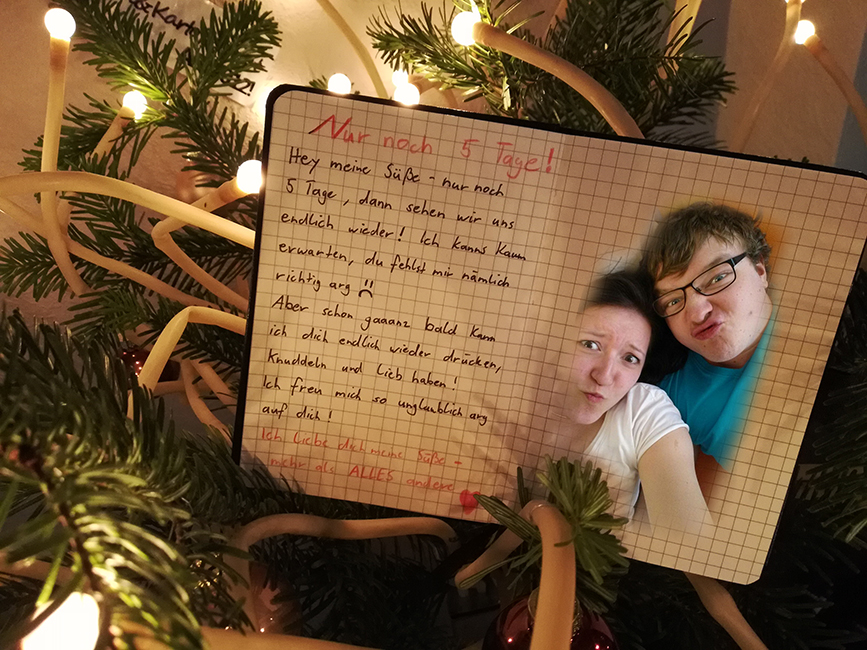 Nur noch 5 Tage!
Hey meine Süße - nur noch
5 Tage, dann sehen wir uns
endlich wieder! Ich kanns kaum
erwarten, du fehlst mir nämlich
richtig arg
Aber schon gaaanz bald kann
ich dich endlich wieder drücken,
Knuddeln und Lieb haben!
Ich freu mich so unglaublich arg
auf dich!
Ich Liebe dich meine Süße -
mehr als ALLES andere